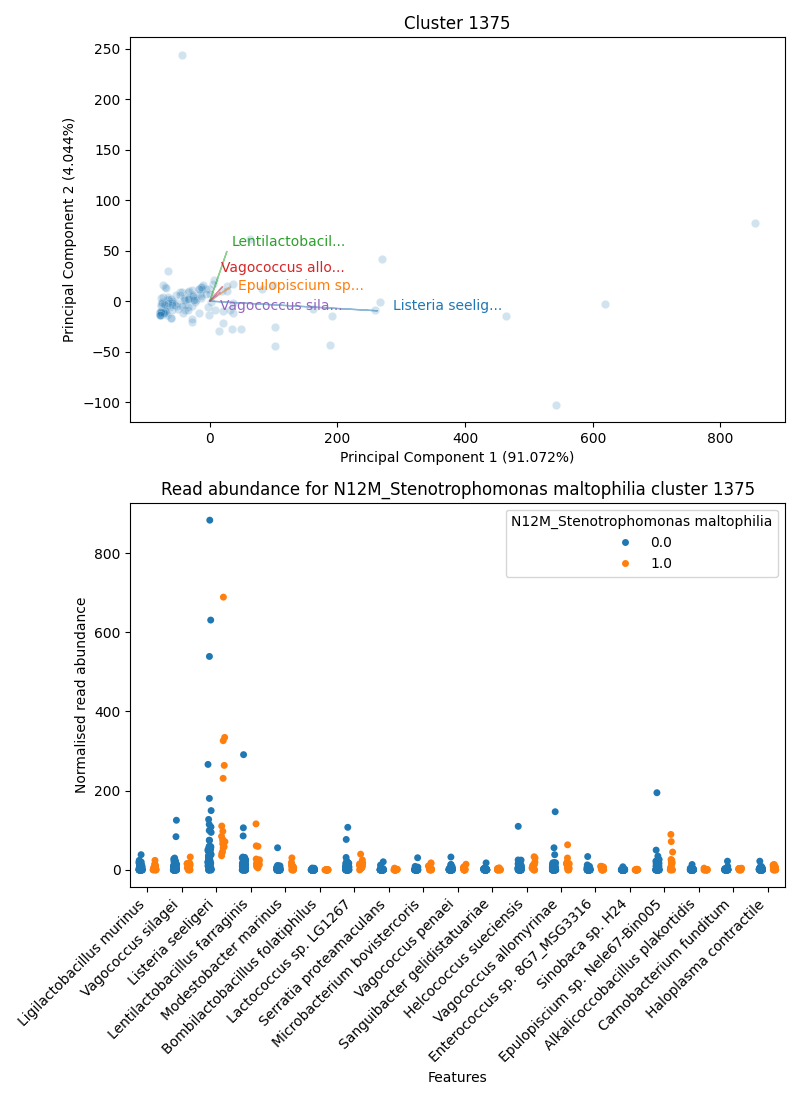 Cluster 1375
250
200
150
100
50
0
−50
−100
Principal Component 2 (4.044%)
Lentilactobacil...
Vagococcus allo...
Epulopiscium sp...
Vagococcus sila...
Listeria seelig...
0
200
400
600
800
Principal Component 1 (91.072%)
Read abundance for N12M_Stenotrophomonas maltophilia cluster 1375
N12M_Stenotrophomonas maltophilia
0.0
1.0
800
600
400
200
0
Normalised read abundance
Ligilactobacillus murinus
Vagococcus silagei
Listeria seeligeri
Lentilactobacillus farraginis
Modestobacter marinus
Bombilactobacillus folatiphilus
Lactococcus sp. LG1267
Serratia proteamaculans
Microbacterium bovistercoris
Vagococcus penaei
Sanguibacter gelidistatuariae
Helcococcus sueciensis
Vagococcus allomyrinae
Enterococcus sp. 8G7_MSG3316
Sinobaca sp. H24
Epulopiscium sp. Nele67-Bin005
Alkalicoccobacillus plakortidis
Carnobacterium funditum
Haloplasma contractile
Features